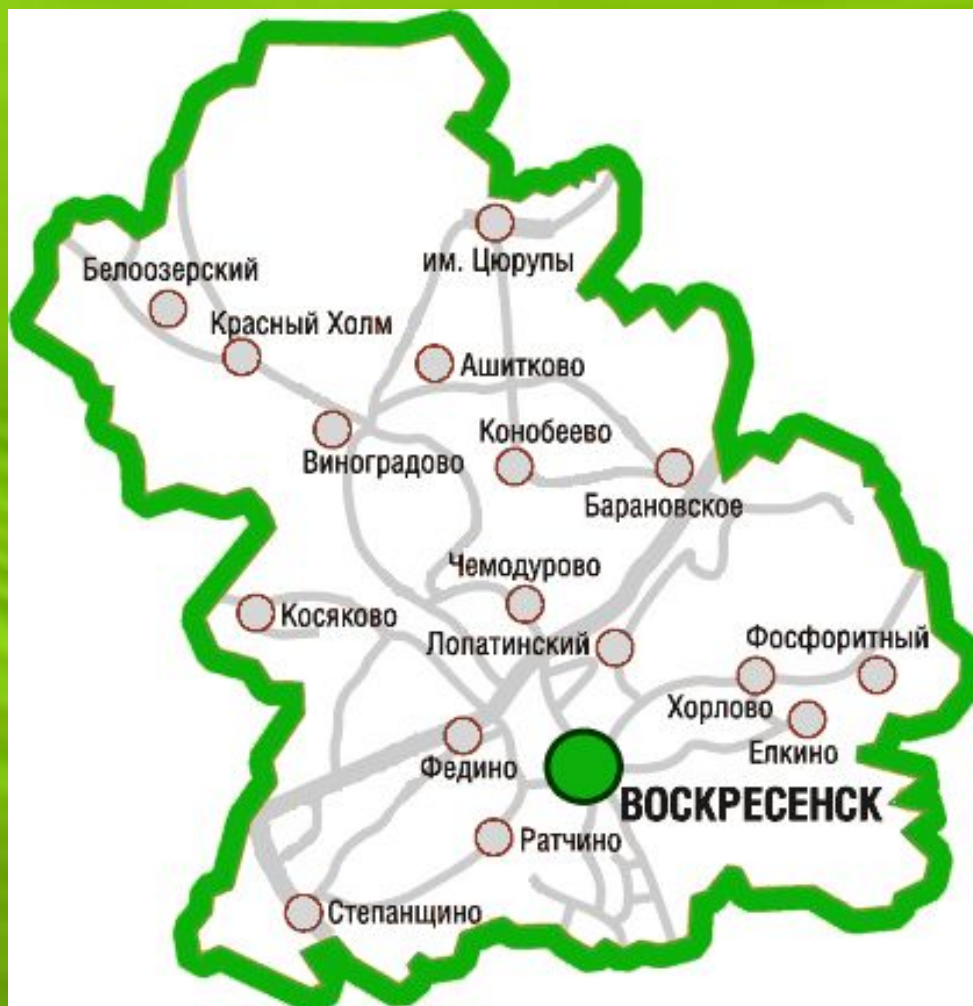 им. Цюрупы
Белоозерский
Красный Холм
Ашитково
Конобеево
Виноградово
Барановское
Чемодурово
Косяково
Лопатинский
Фосфоритный
Хорлово
Елкино
Федино
ВОСКРЕСЕНСК
Ратчино
Степанщино